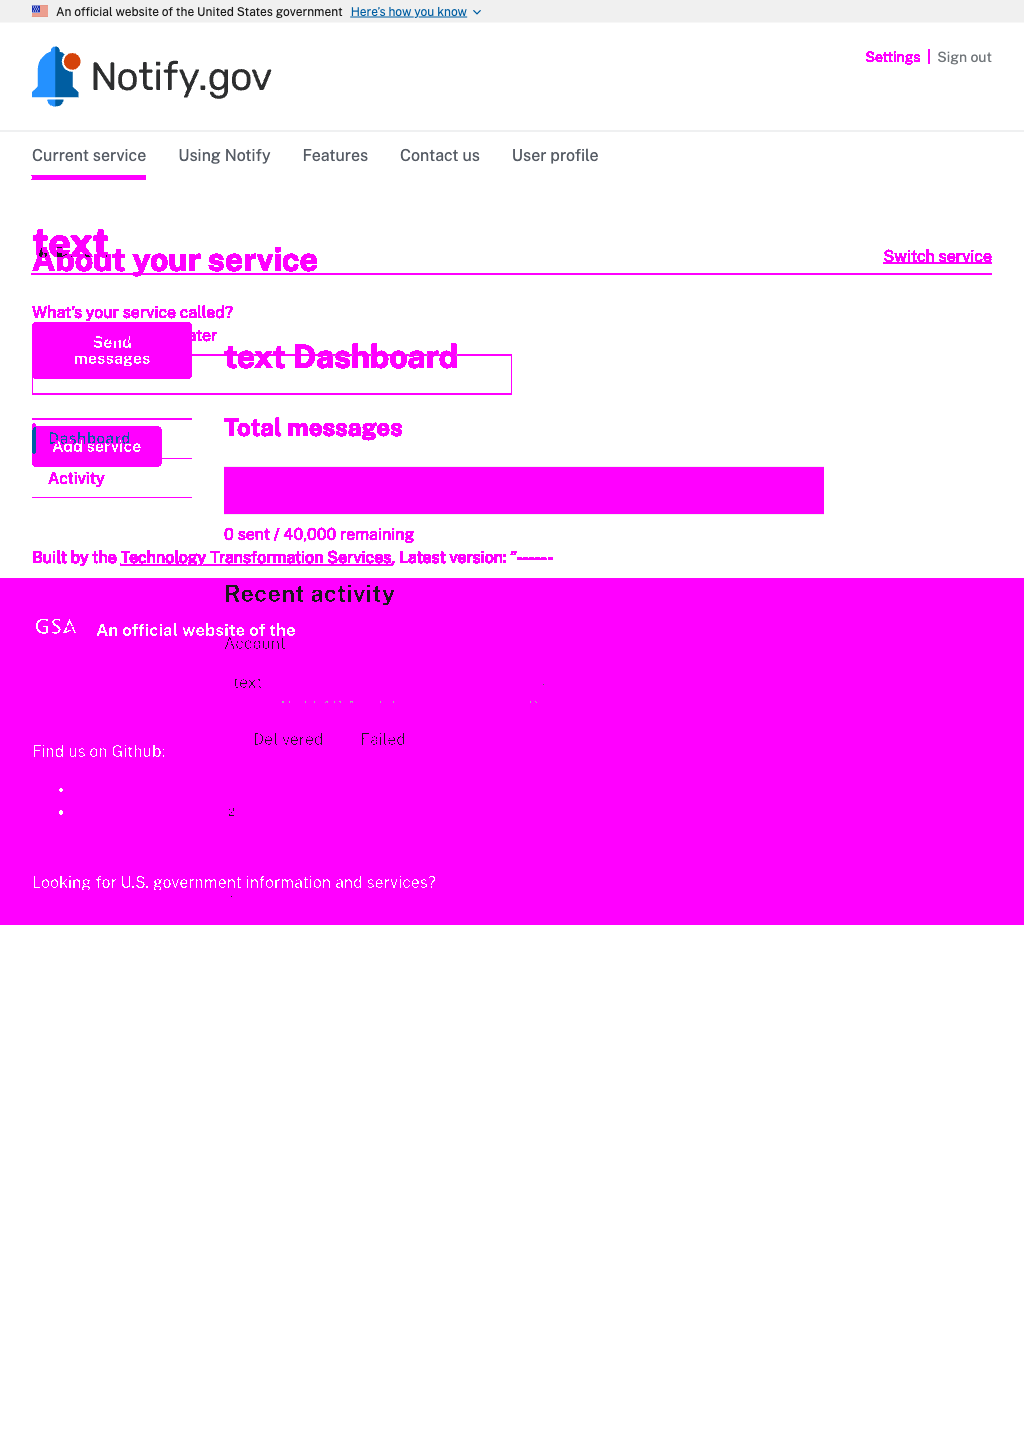 An official website of the United States government Here's how you know
Notify.gov
Settings Sign out
Current service Using Notify Features Contact us User profile
text
About your service
Switch service
What's your service called?
ater
Send messages
text Dashboard
Total messages
Dashboard
Add service
Activity
0 sent / 40,000 remaining
Built by the Technology Transformation Services. Latest version: "------
Recent activity
GSA An official website of the
Account
text
Delivered Failed
Find us on Github:
Looking for U.S. government information and services?